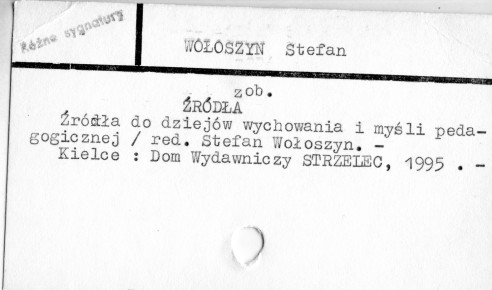 Różne sygnatury
WOŁOSZYN Stefan
zob.
ŹRÓDŁA
Źródła do dziejów wychowania i myśli peda-
gogicznej / red. Stefan Wołoszyn. -
Kielce : Dom Wydawniczy STRZELEC, 1995 . -